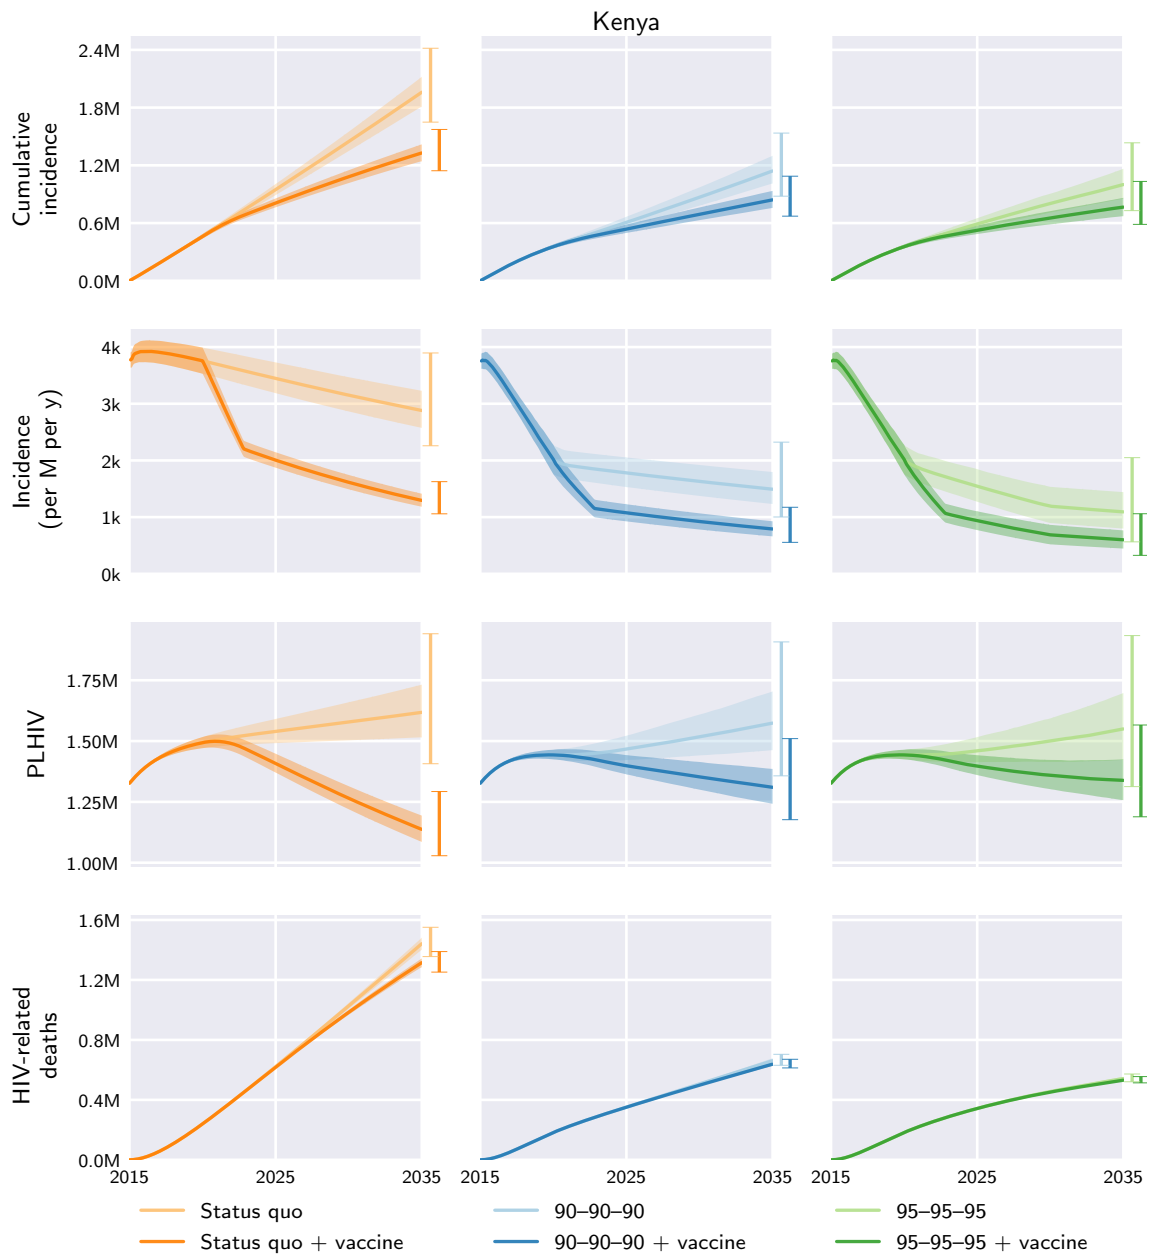 Kenya
Cumulative
incidence
2.4M
1.8M
1.2M
0.6M
0.0M
Incidence
(per M per y)
4k
3k
2k
1k
0k
PLHIV
1.75M
1.50M
1.25M
1.00M
HIV-related
deaths
1.6M
1.2M
0.8M
0.4M
0.0M
2015 2025 2035 2015 2025 2035 2015 2025 2035
Status quo 90–90–90 95–95–95
Status quo + vaccine 90–90–90 + vaccine 95–95–95 + vaccine